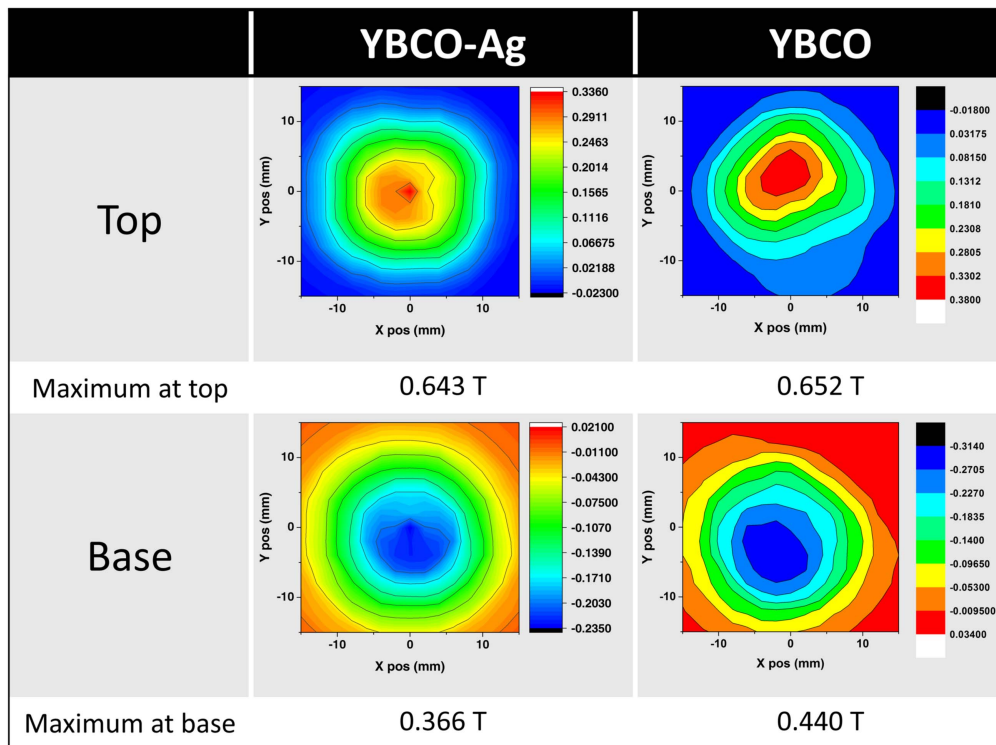 YBCO-Ag YBCO
Top
10
0
-10
-10 0 10
X pos (mm)
Y pos (mm)
0.3360
0.2911
0.2463
0.2014
0.1565
0.1116
0.06675
0.02188
-0.02300
10
0
-10
-10 0 10
X pos (mm)
Y pos (mm)
-0.01800
0.03175
0.08150
0.1312
0.1810
0.2308
0.2805
0.3302
0.3800
Maximum at top 0.643 T 0.652 T
Base
10
0
-10
-10 0 10
X pos (mm)
Y pos (mm)
0.02100
-0.01100
-0.04300
-0.07500
-0.1070
-0.1390
-0.1710
-0.2030
-0.2350
10
0
-10
-10 0 10
X pos (mm)
Y pos (mm)
-0.3140
-0.2705
-0.2270
-0.1835
-0.1400
-0.09650
-0.05300
-0.009500
0.03400
Maximum at base 0.366 T 0.440 T